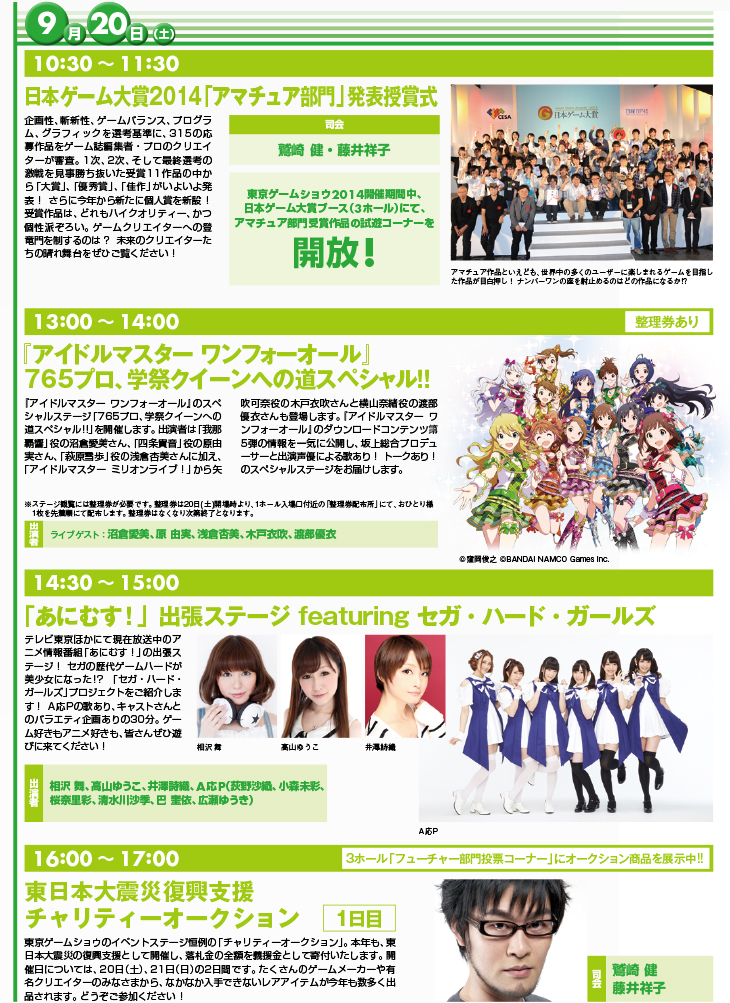 9月20日(土)
10:30 ～ 11:30
日本ゲーム大賞2014「アマチュア部門」発表授賞式
企画性、斬新性、ゲームバランス、プログラ
ム、グラフィックを選考基準に、315の応
募作品をゲーム誌編集者・プロのクリエイ
ターが審査。1次、2次、そして最終選考の
激戦を見事勝ち抜いた受賞11作品の中か
ら「大賞」、「優秀賞」、「佳作」がいよいよ発
表！ さらに今年から新たに個人賞を新設！
受賞作品は、どれもハイクオリティー、かつ
個性派ぞろい。ゲームクリエイターへの登
竜門を制するのは？ 未来のクリエイターた
ちの晴れ舞台をぜひご覧ください！
司会
鷲崎 健・藤井祥子
東京ゲームショウ2014開催期間中、
日本ゲーム大賞ブース（3ホール）にて、
アマチュア部門受賞作品の試遊コーナーを
開放！
CESA
日本ゲーム大賞
アマチュア作品といえども、世界中の多くのユーザーに楽しまれるゲームを目指し
た作品が目白押し！ ナンバーワンの座を射止めるのはどの作品になるか!?
13:00 ～ 14:00
整理券あり
『アイドルマスター ワンフォーオール』
765プロ、学祭クイーンへの道スペシャル!!
『アイドルマスター ワンフォーオール』のスペ
シャルステージ「765プロ、学祭クイーンへの
道スペシャル!!」を開催します。出演者は「我那
覇響」役の沼倉愛美さん、「四条貴音」役の原由
実さん、「萩原雪歩」役の浅倉杏美さんに加え、
「アイドルマスター ミリオンライブ！」から矢
吹可奈役の木戸衣吹さんと横山奈緒役の渡部
優衣さんも登場します。『アイドルマスター ワ
ンフォーオール』のダウンロードコンテンツ第
5弾の情報を一気に公開し、坂上総合プロデュ
ーサーと出演声優による歌あり！ トークあり！
のスペシャルステージをお届けします。
※ステージ観覧には整理券が必要です。整理券は20日(土)開場時より、1ホール入場口付近の「整理券配布所」にて、おひとり様
1枚を先着順にて配布します。整理券はなくなり次第終了となります。
出演者
ライブゲスト：沼倉愛美、原 由実、浅倉杏美、木戸衣吹、渡部優衣
©窪岡俊之 ©BANDAI NAMCO Games Inc.
14:30 ～ 15:00
「あにむす！」 出張ステージ featuring セガ・ハード・ガールズ
テレビ東京ほかにて現在放送中のア
ニメ情報番組「あにむす！」の出張ス
テージ！ セガの歴代ゲームハードが
美少女になった!? 「セガ・ハード・
ガールズ」プロジェクトをご紹介しま
す！ A応Pの歌あり、キャストさんと
のバラエティ企画ありの30分。ゲー
ム好きもアニメ好きも、皆さんぜひ遊
びに来てください！
相沢 舞
高山ゆうこ
井澤詩織
出演者
相沢 舞、高山ゆうこ、井澤詩織、A応P（荻野沙織、小森未彩、
桜奈里彩、清水川沙季、巴 奎依、広瀬ゆうき）
A応P
16:00 ～ 17:00
3ホール「フューチャー部門投票コーナー」にオークション商品を展示中!!
東日本大震災復興支援
チャリティーオークション
1日目
東京ゲームショウのイベントステージ恒例の「チャリティーオークション」。本年も、東
日本大震災の復興支援として開催し、落札金の全額を義援金として寄付いたします。開
催日については、20日(土)、21日(日)の2日間です。たくさんのゲームメーカーや有
名クリエイターのみなさまから、なかなか入手できないレアアイテムが今年も数多く出
品されます。どうぞご参加ください！
司会
鷲崎 健
藤井祥子